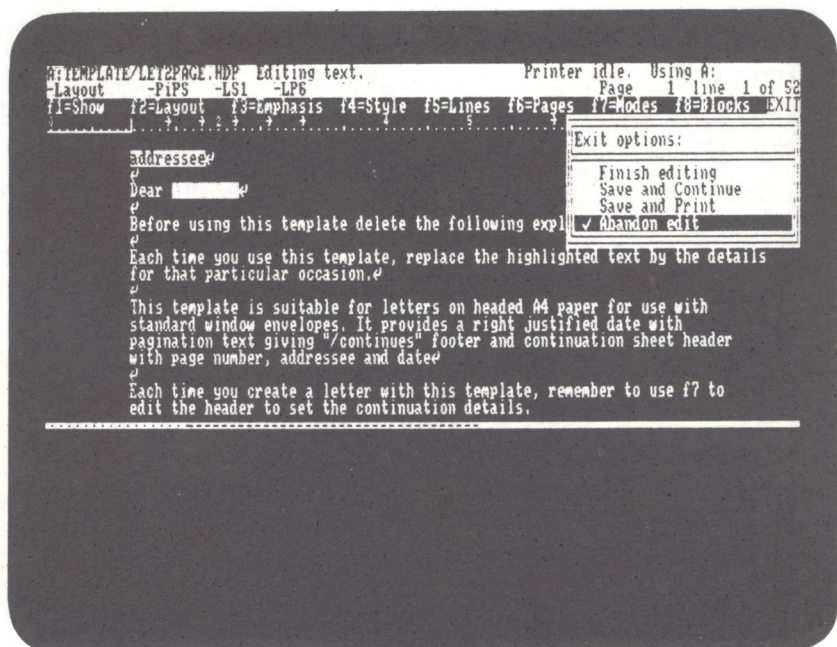 A:TEMPLATE/LET2PAGE.HDP Editing text. Printer idle. Using A:
-Layout -PiPS -LS1 -LP6 Page 1 line 1 of 52
f1=Show f2=Layout f3=Emphasis f4=Style f5=Lines f6=Pages f7=Modes f8=Blocks EXIT
Exit options:
Finish editing
Save and Continue
Save and Print
✓ Abandon edit
addressee↵
↵
Dear ↵
↵
Before using this template delete the following expl
↵
Each time you use this template, replace the highlighted text by the details
for that particular occasion.↵
↵
This template is suitable for letters on headed A4 paper for use with
standard window envelopes. It provides a right justified date with
pagination text giving "/continues" footer and continuation sheet header
with page number, addressee and date↵
↵
Each time you create a letter with this template, remember to use f7 to
edit the header to set the continuation details.